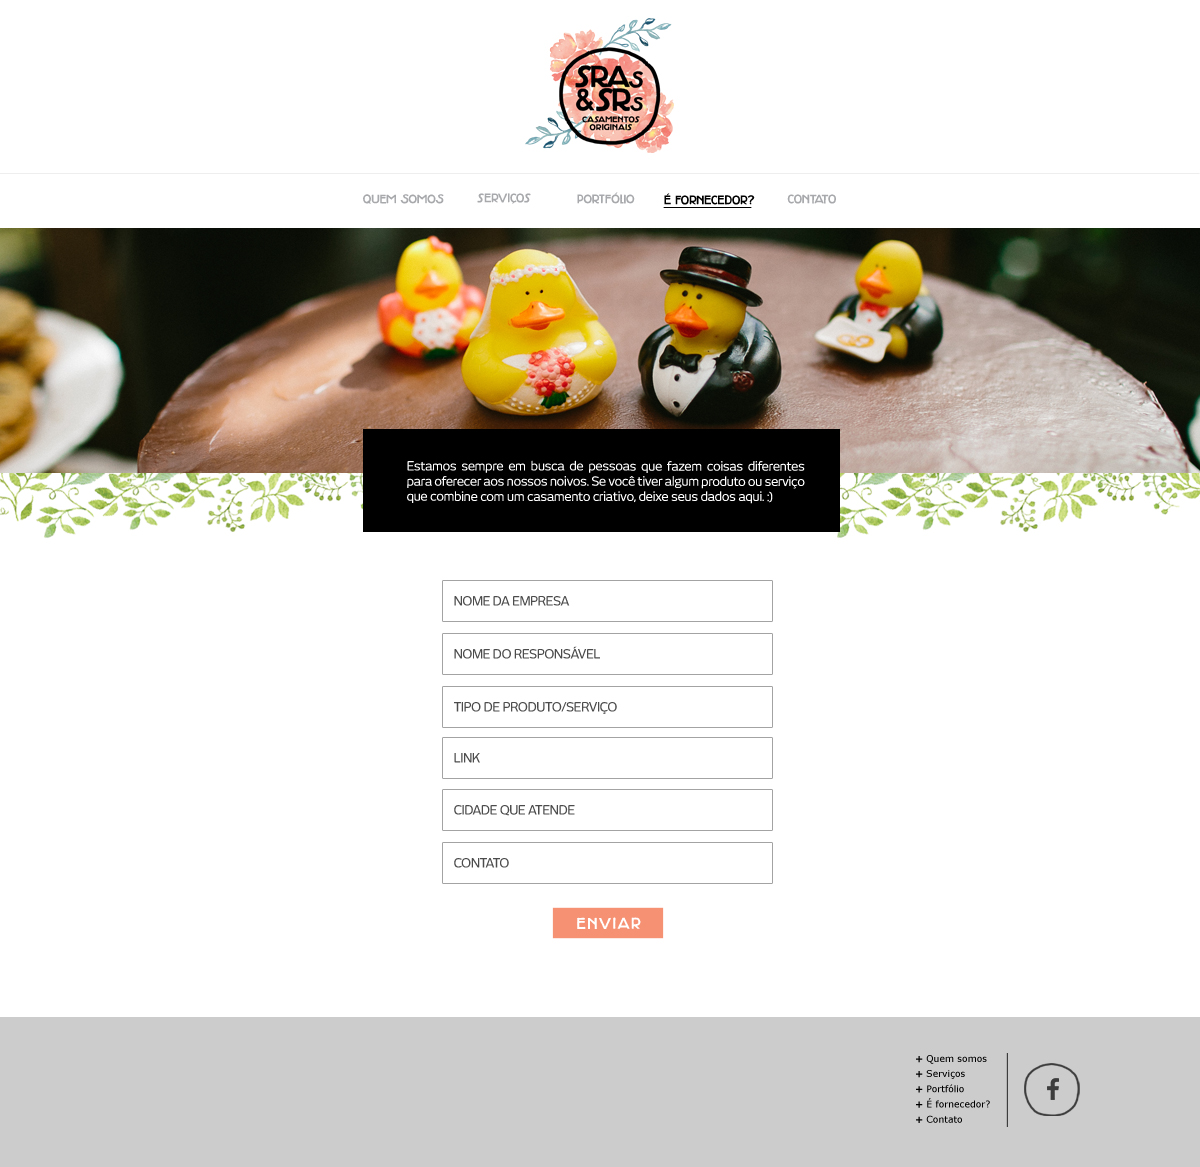 SRAs
&SRs
CASAMENTOS
ORIGINAIS
QUEM SOMOS SERVIÇOS PORTFÓLIO É FORNECEDOR? CONTATO
Estamos sempre em busca de pessoas que fazem coisas diferentes
para oferecer aos nossos noivos. Se você tiver algum produto ou serviço
que combine com um casamento criativo, deixe seus dados aqui. :)
NOME DA EMPRESA
NOME DO RESPONSÁVEL
TIPO DE PRODUTO/SERVIÇO
LINK
CIDADE QUE ATENDE
CONTATO
ENVIAR
+ Quem somos
+ Serviços
+ Portfólio
+ É fornecedor?
+ Contato
f